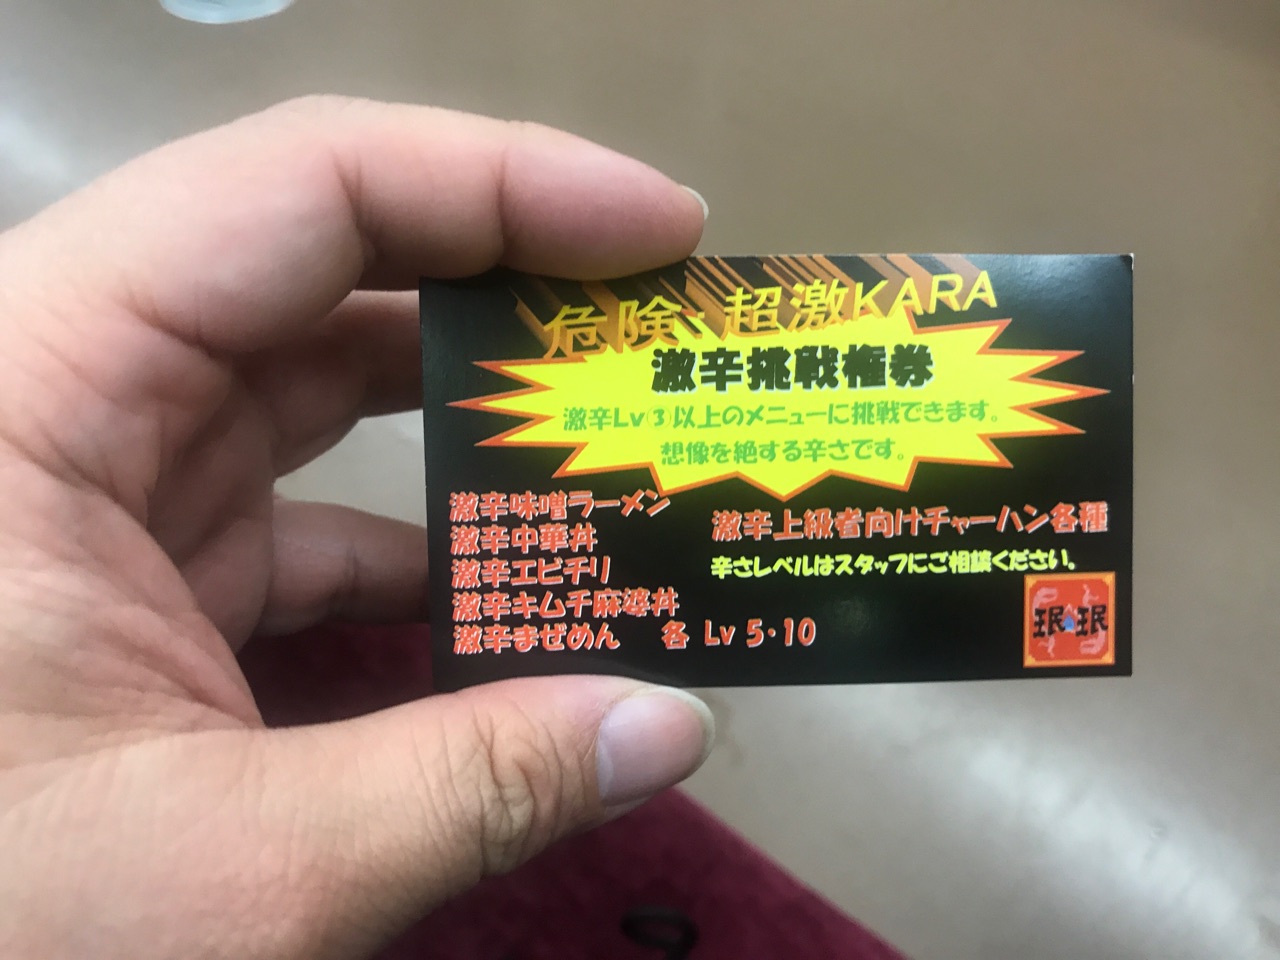 危険・超激KARA
激辛挑戦権券
激辛Lv③以上のメニューに挑戦できます。
想像を絶する辛さです。
激辛味噌ラーメン
激辛中華丼
激辛エビチリ
激辛キムチ麻婆丼
激辛まぜめん 各 Lv 5・10
激辛上級者向けチャーハン各種
辛さレベルはスタッフにご相談ください。
珉珉